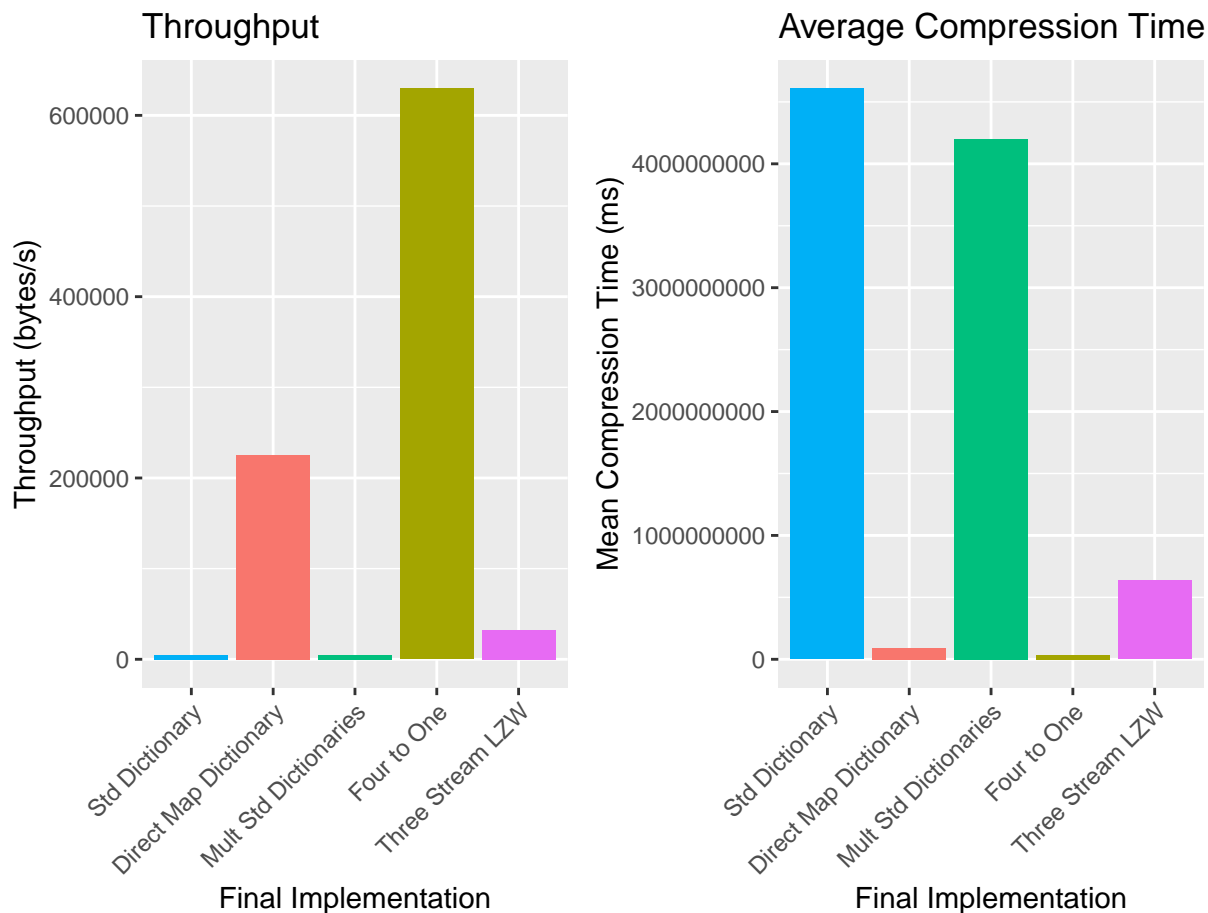 Throughput
Throughput (bytes/s)
600000
400000
200000
0
Std Dictionary
Direct Map Dictionary
Mult Std Dictionaries
Four to One
Three Stream LZW
Final Implementation
Average Compression Time
Mean Compression Time (ms)
4000000000
3000000000
2000000000
1000000000
0
Std Dictionary
Direct Map Dictionary
Mult Std Dictionaries
Four to One
Three Stream LZW
Final Implementation